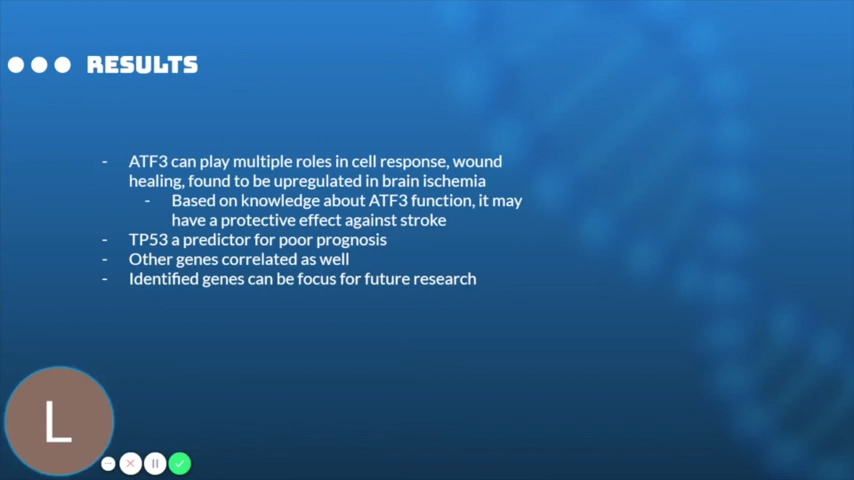 RESULTS
- ATF3 can play multiple roles in cell response, wound
healing, found to be upregulated in brain ischemia
- Based on knowledge about ATF3 function, it may
have a protective effect against stroke
- TP53 a predictor for poor prognosis
- Other genes correlated as well
- Identified genes can be focus for future research
L